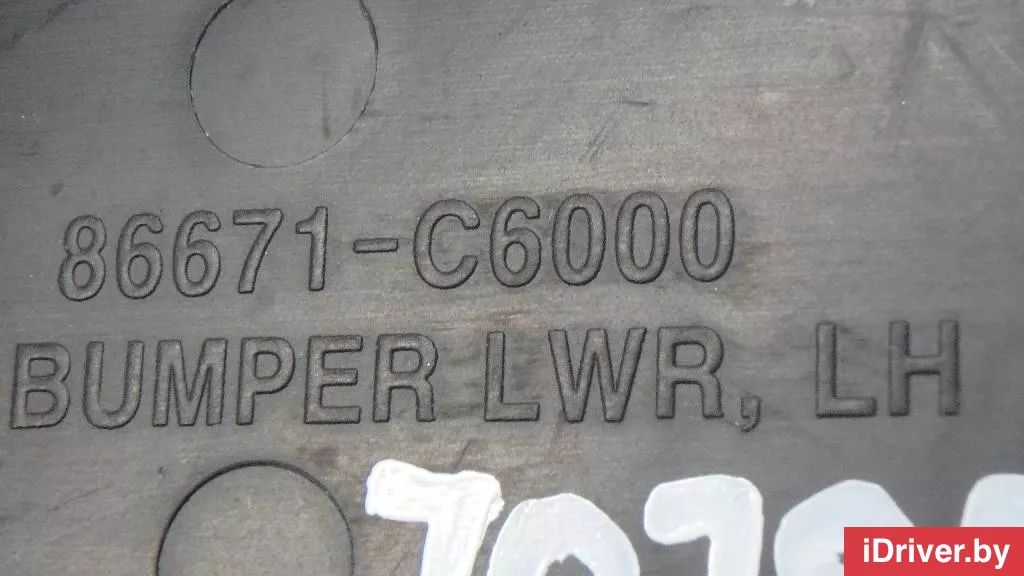 86671-C6000
BUMPER LWR, LH
iDriver.by